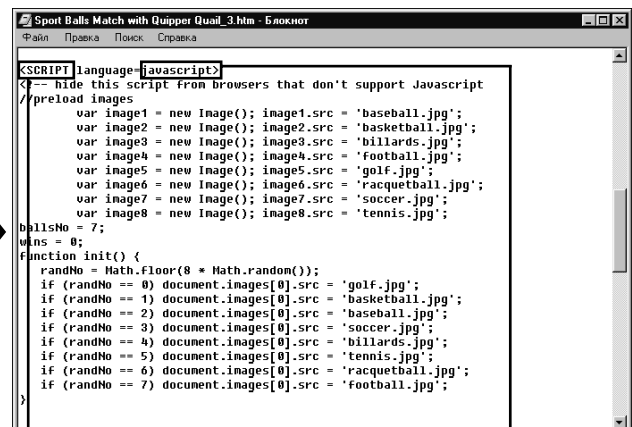 Sport Balls Match with Quipper Quail_3.htm - Блокнот
Файл Правка Поиск Справка
<SCRIPT language=javascript>
<!-- hide this script from browsers that don't support Javascript
//preload images
var image1 = new Image(); image1.src = 'baseball.jpg';
var image2 = new Image(); image2.src = 'basketball.jpg';
var image3 = new Image(); image3.src = 'billards.jpg';
var image4 = new Image(); image4.src = 'football.jpg';
var image5 = new Image(); image5.src = 'golf.jpg';
var image6 = new Image(); image6.src = 'racquetball.jpg';
var image7 = new Image(); image7.src = 'soccer.jpg';
var image8 = new Image(); image8.src = 'tennis.jpg';
ballsNo = 7;
wins = 0;
function init() {
randNo = Math.floor(8 * Math.random());
if (randNo == 0) document.images[0].src = 'golf.jpg';
if (randNo == 1) document.images[0].src = 'basketball.jpg';
if (randNo == 2) document.images[0].src = 'baseball.jpg';
if (randNo == 3) document.images[0].src = 'soccer.jpg';
if (randNo == 4) document.images[0].src = 'billards.jpg';
if (randNo == 5) document.images[0].src = 'tennis.jpg';
if (randNo == 6) document.images[0].src = 'racquetball.jpg';
if (randNo == 7) document.images[0].src = 'football.jpg';
}